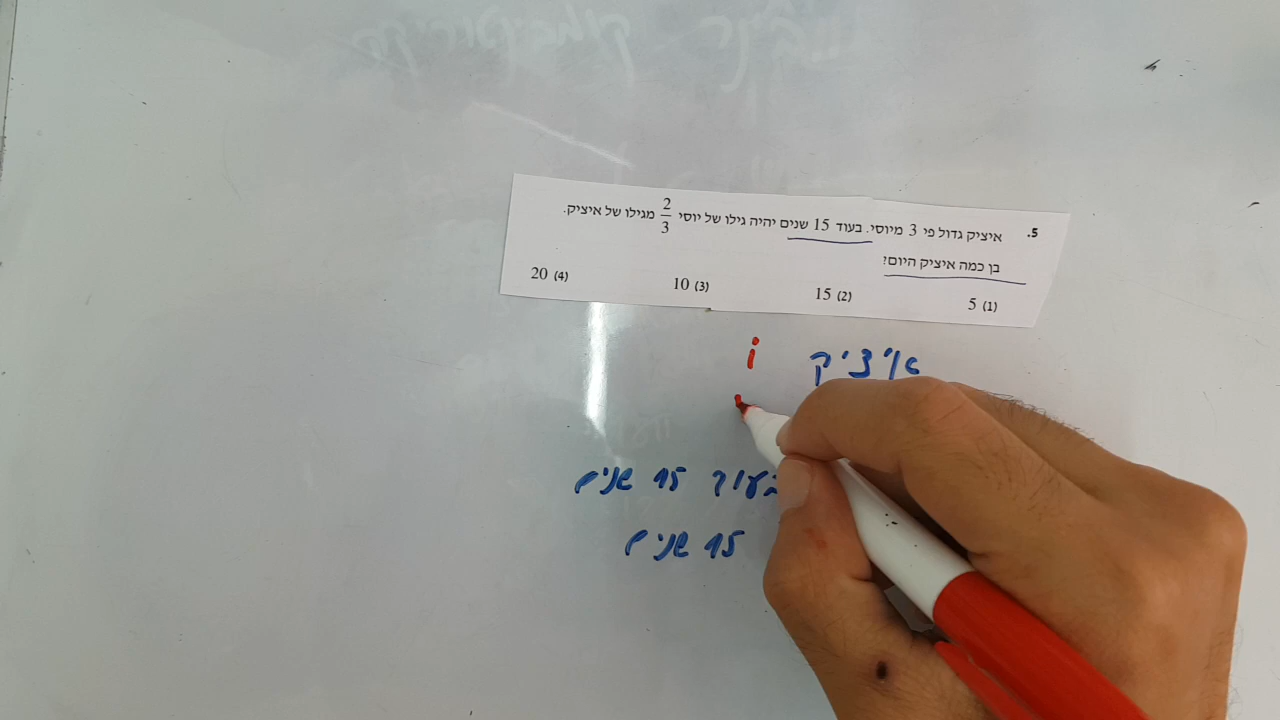 5. איציק גדול פי 3 מיוסי. בעוד 15 שנים יהיה גילו של יוסי 2/3 מגילו של איציק.
בן כמה איציק היום?
(1) 5 (2) 15 (3) 10 (4) 20
איציק i
בעוד 15 שנים
15 שנים